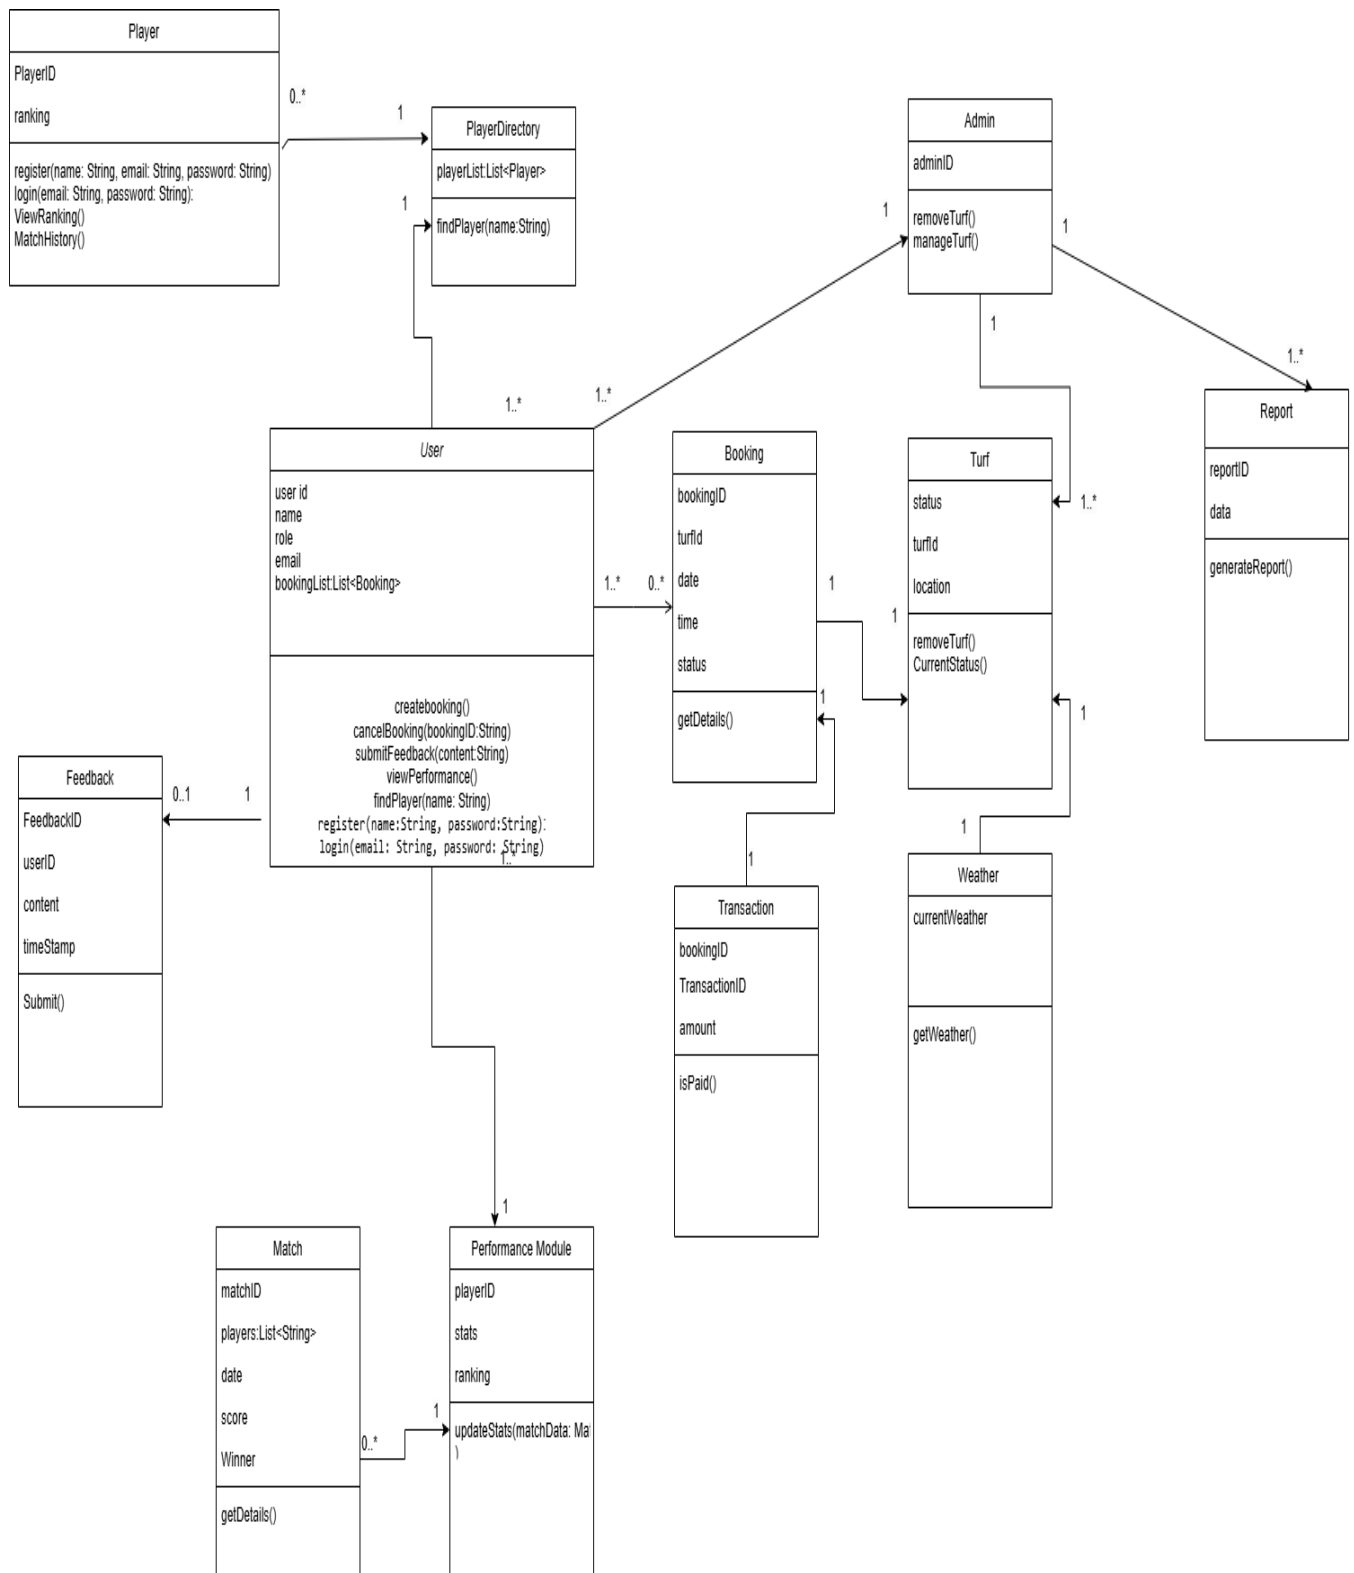 Player
PlayerID
ranking
register(name: String, email: String, password: String)
login(email: String, password: String):
ViewRanking()
MatchHistory()
0..*
1
PlayerDirectory
playerList:List<Player>
findPlayer(name:String)
1
Admin
adminID
removeTurf()
manageTurf()
1
1
1
1..*
1..*
1..*
Report
reportID
data
generateReport()
User
user id
name
role
email
bookingList:List<Booking>
createbooking()
cancelBooking(bookingID:String)
submitFeedback(content:String)
viewPerformance()
findPlayer(name: String)
register(name:String, password:String):
login(email: String, password: String)
1..*
1..*
0..*
Booking
bookingID
turfId
date
time
status
getDetails()
1
1
1
Turf
status
turfId
location
removeTurf()
CurrentStatus()
1..*
1
1
Feedback
FeedbackID
userID
content
timeStamp
Submit()
0..1
1
1
Transaction
bookingID
TransactionID
amount
isPaid()
Weather
currentWeather
getWeather()
1
Match
matchID
players:List<String>
date
score
Winner
getDetails()
0..*
1
Performance Module
playerID
stats
ranking
updateStats(matchData: Ma
)